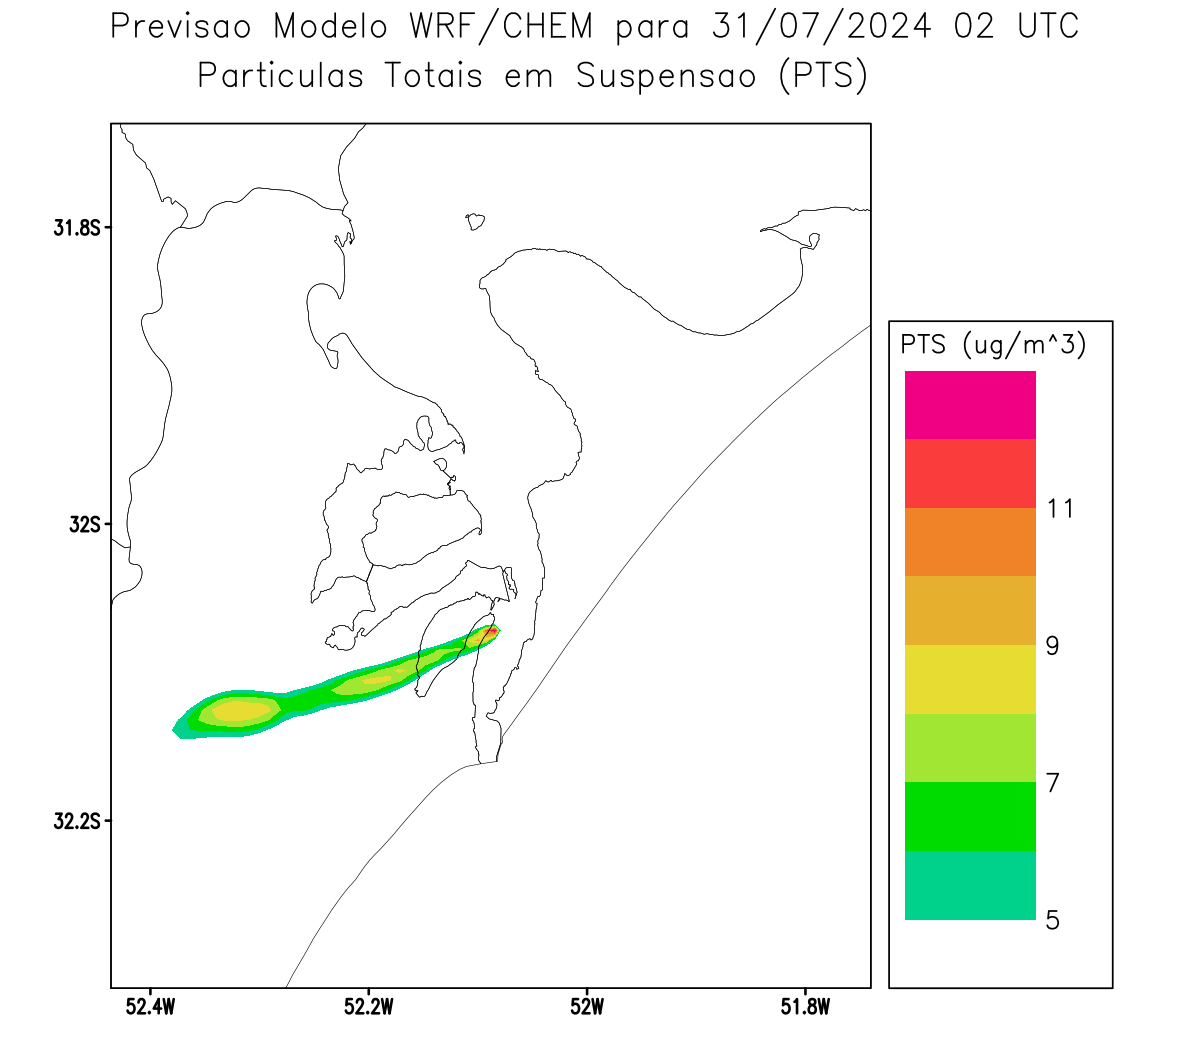 Previsao Modelo WRF/CHEM para 31/07/2024 02 UTC
Particulas Totais em Suspensao (PTS)
31.8S
32S
32.2S
52.4W
52.2W
52W
51.8W
PTS (ug/m^3)
11
9
7
5